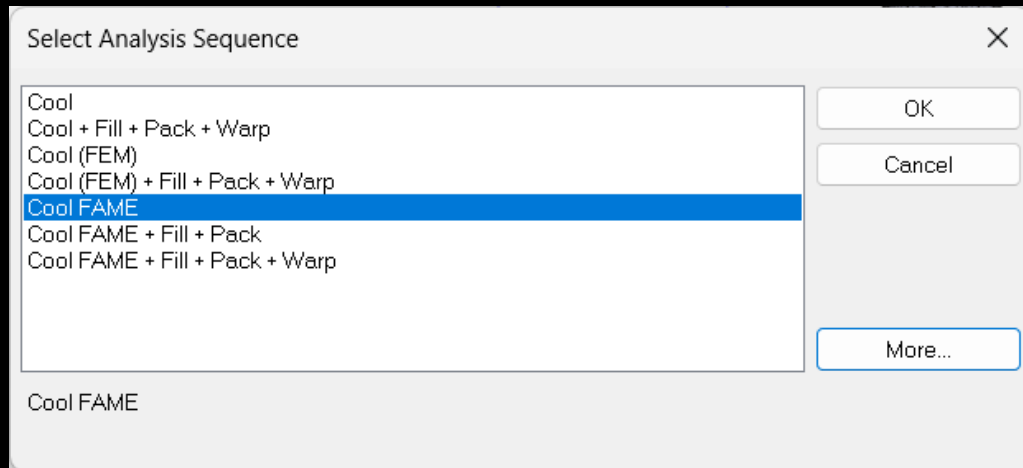 Select Analysis Sequence
Cool
Cool + Fill + Pack + Warp
Cool (FEM)
Cool (FEM) + Fill + Pack + Warp
Cool FAME
Cool FAME + Fill + Pack
Cool FAME + Fill + Pack + Warp
OK
Cancel
More...
Cool FAME